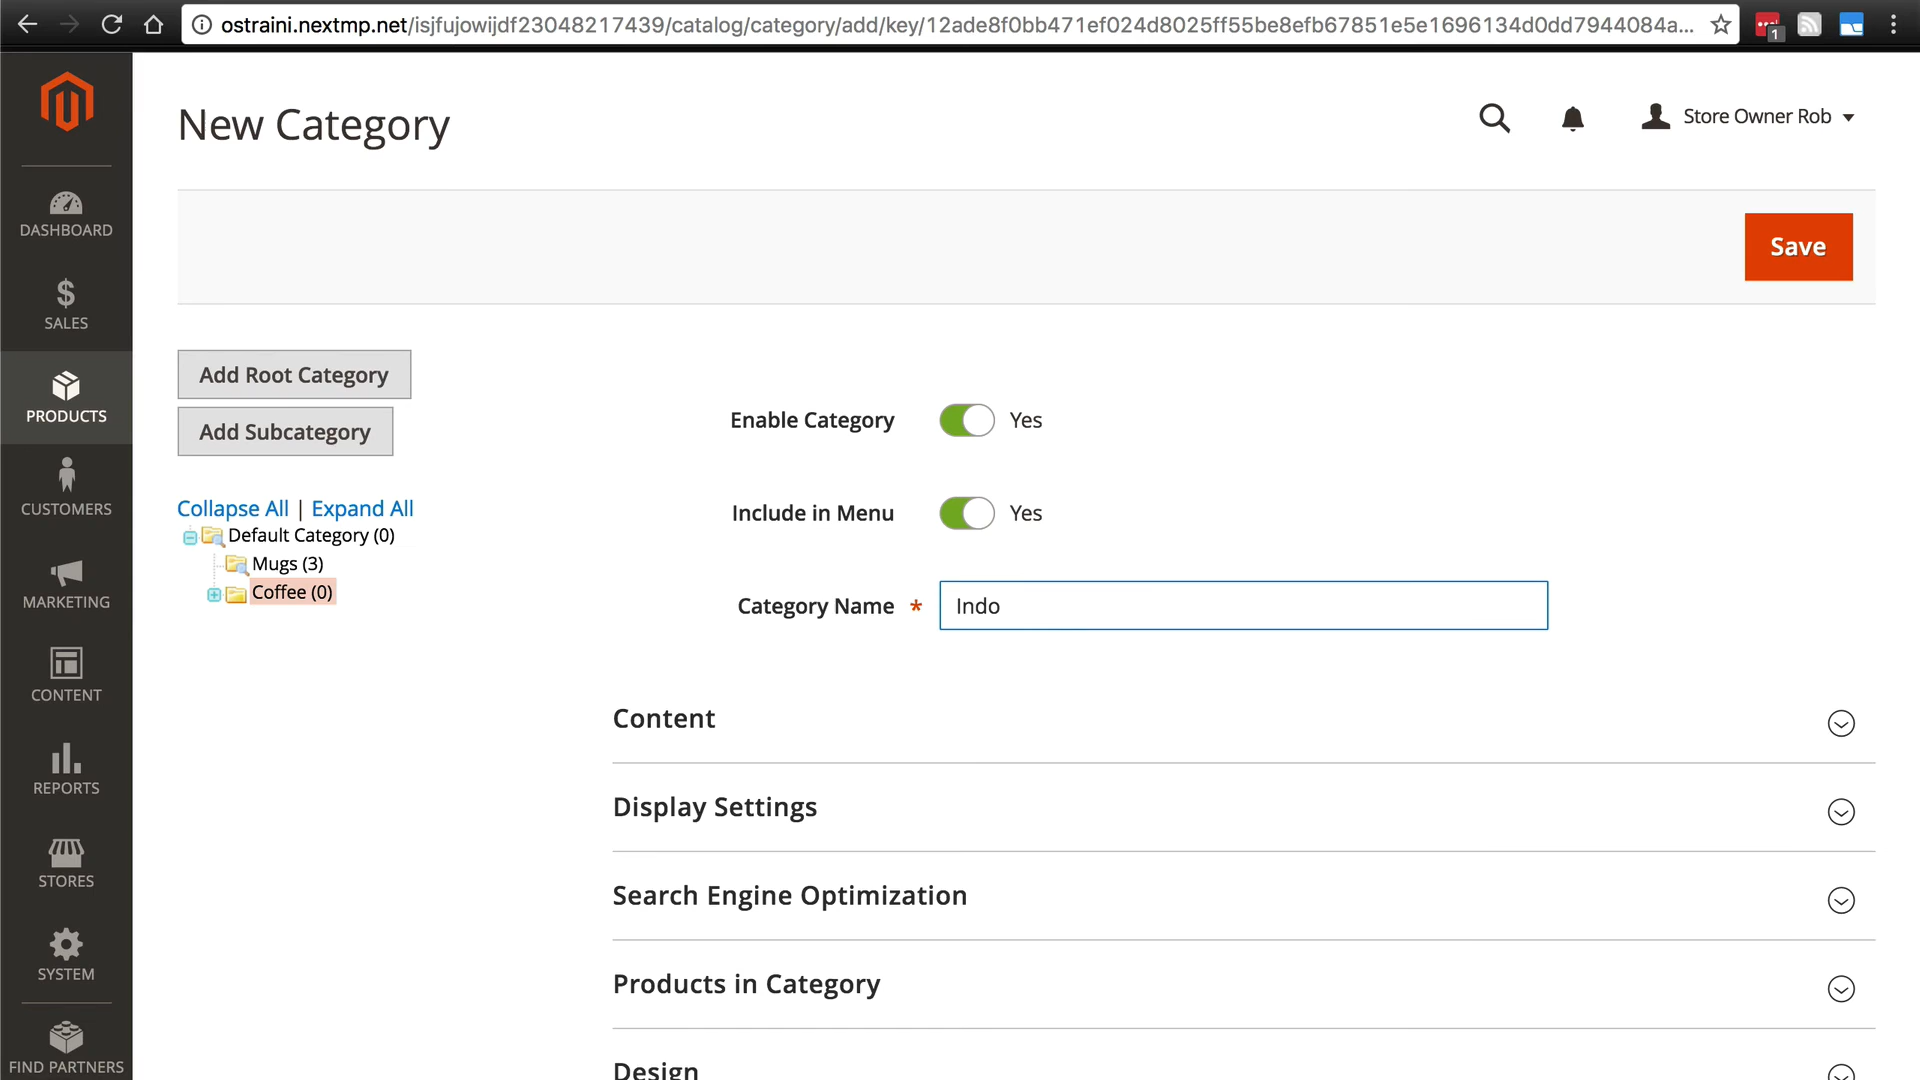 ostraini.nextmp.net/isjfujowijdf23048217439/catalog/category/add/key/12ade8f0bb471ef024d8025ff55be8efb67851e5e1696134d0dd7944084a...
1
New Category
Store Owner Rob
Save
DASHBOARD
SALES
PRODUCTS
CUSTOMERS
MARKETING
CONTENT
REPORTS
STORES
SYSTEM
FIND PARTNERS
Add Root Category
Add Subcategory
Collapse All | Expand All
Default Category (0)
Mugs (3)
Coffee (0)
Enable Category Yes
Include in Menu Yes
Category Name * Indo
Content
Display Settings
Search Engine Optimization
Products in Category
Design